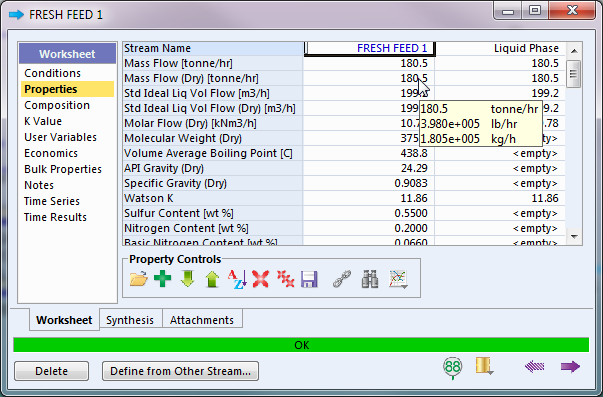 FRESH FEED 1
Worksheet
Conditions
Properties
Composition
K Value
User Variables
Economics
Bulk Properties
Notes
Time Series
Time Results
Stream Name FRESH FEED 1 Liquid Phase
Mass Flow [tonne/hr] 180.5 180.5
Mass Flow (Dry) [tonne/hr] 180.5 180.5
Std Ideal Liq Vol Flow [m3/h] 199.2
Std Ideal Liq Vol Flow (Dry) [m3/h] 199
Molar Flow (Dry) [kNm3/h] 10.7
Molecular Weight (Dry) 375
Volume Average Boiling Point [C] 438.8 <empty>
API Gravity (Dry) 24.29 <empty>
Specific Gravity (Dry) 0.9083 <empty>
Watson K 11.86 11.86
Sulfur Content [wt %] 0.5500 <empty>
Nitrogen Content [wt %] 0.2000 <empty>
Basic Nitrogen Content [wt %] 0.0660 <empty>
180.5 tonne/hr
3.980e+005 lb/hr
1.805e+005 kg/h
Property Controls
A
Z
Worksheet Synthesis Attachments
OK
Delete Define from Other Stream...
88